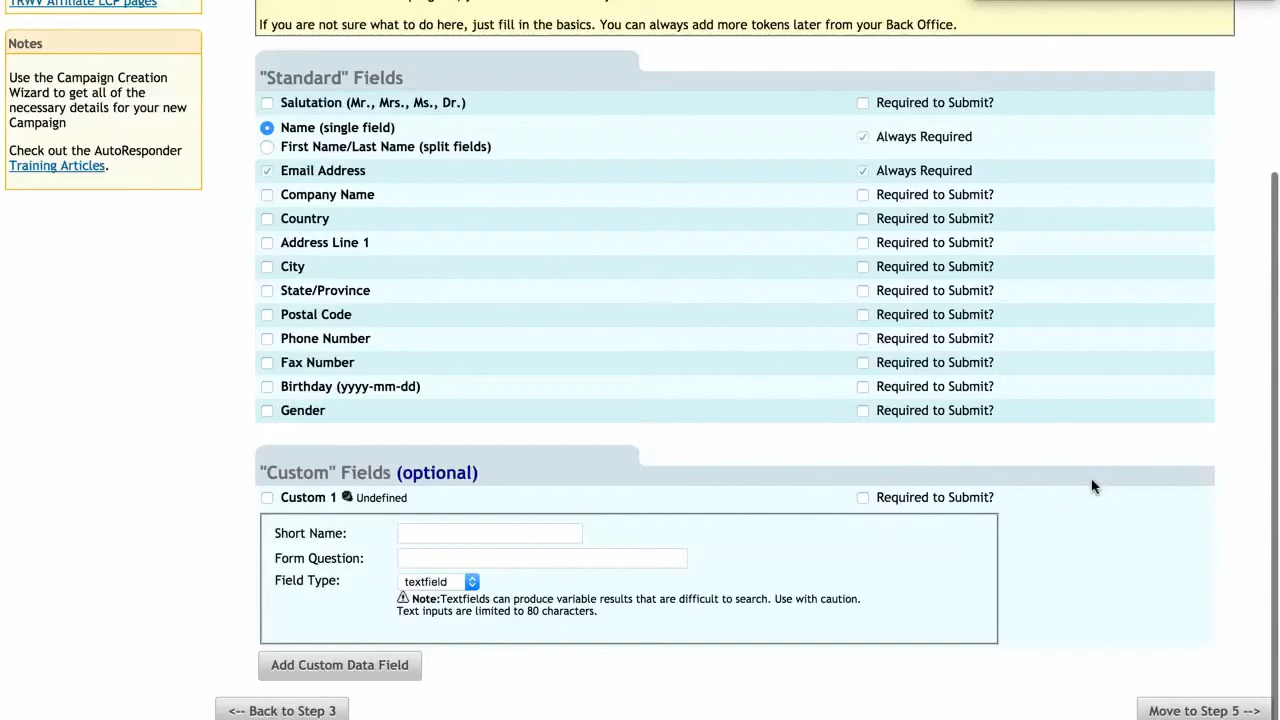 TRWV Affiliate LCP pages
Notes
Use the Campaign Creation
Wizard to get all of the
necessary details for your new
Campaign
Check out the AutoResponder
Training Articles.
If you are not sure what to do here, just fill in the basics. You can always add more tokens later from your Back Office.
"Standard" Fields
Salutation (Mr., Mrs., Ms., Dr.) Required to Submit?
Name (single field)
First Name/Last Name (split fields)
Always Required
Email Address Always Required
Company Name Required to Submit?
Country Required to Submit?
Address Line 1 Required to Submit?
City Required to Submit?
State/Province Required to Submit?
Postal Code Required to Submit?
Phone Number Required to Submit?
Fax Number Required to Submit?
Birthday (yyyy-mm-dd) Required to Submit?
Gender Required to Submit?
"Custom" Fields (optional)
Custom 1 Undefined Required to Submit?
Short Name:
Form Question:
Field Type: textfield
Note:Textfields can produce variable results that are difficult to search. Use with caution.
Text inputs are limited to 80 characters.
Add Custom Data Field
<-- Back to Step 3
Move to Step 5 -->